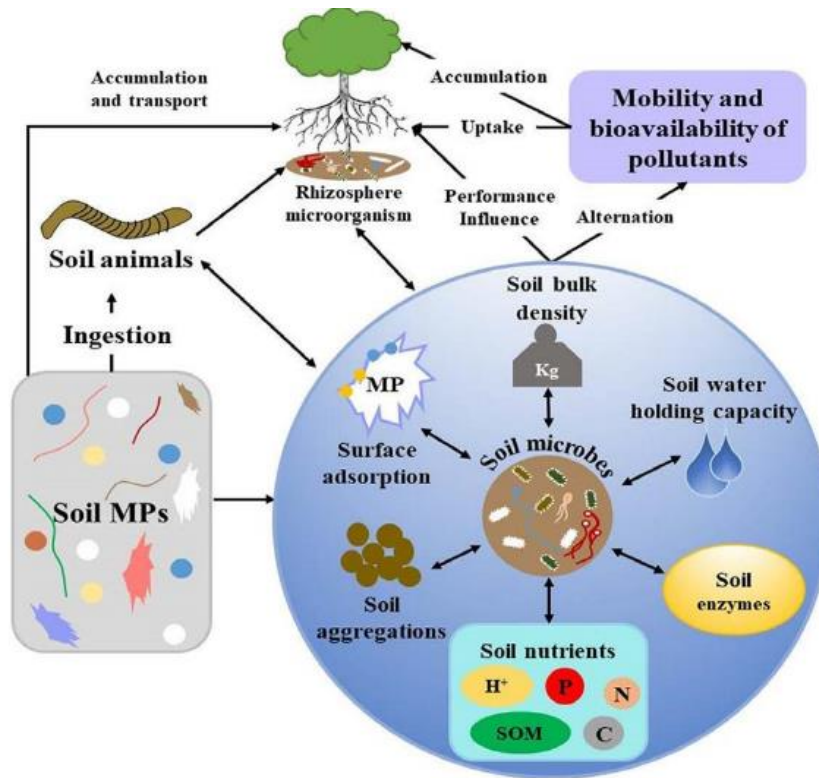 Accumulation
and transport
Accumulation
Uptake
Mobility and
bioavailability of
pollutants
Rhizosphere
microorganism
Performance
Influence
Alternation
Soil animals
Ingestion
Soil MPs
Soil bulk
density
Kg
MP
Surface
adsorption
Soil microbes
Soil water
holding capacity
Soil
aggregations
Soil
enzymes
Soil nutrients
H⁺
P
N
SOM
C